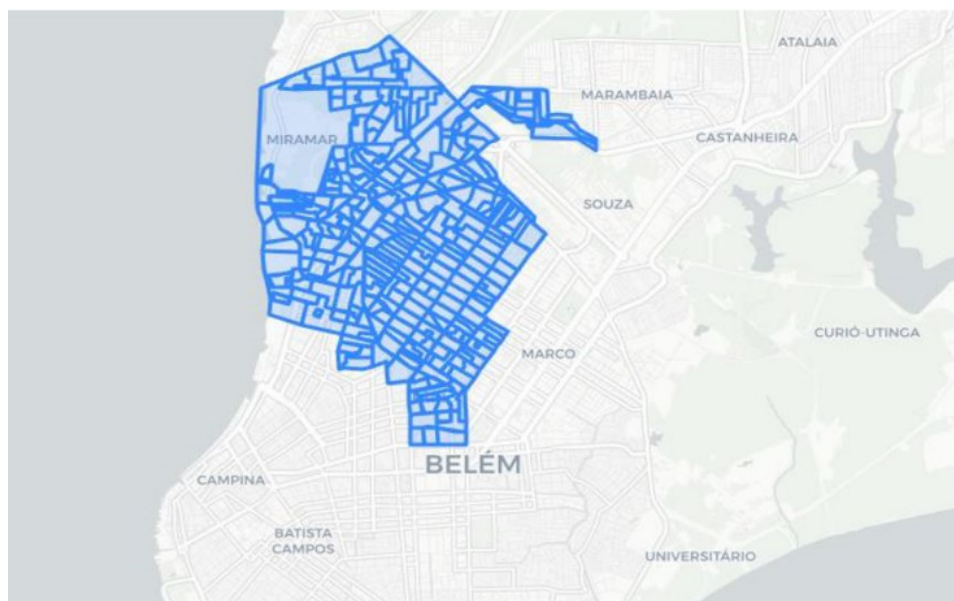 ATALAIA
MARAMBAIA
CASTANHEIRA
MIRAMAR
SOUZA
CURIÓ-UTINGA
MARCO
BELÉM
CAMPINA
BATISTA
CAMPOS
UNIVERSITÁRIO